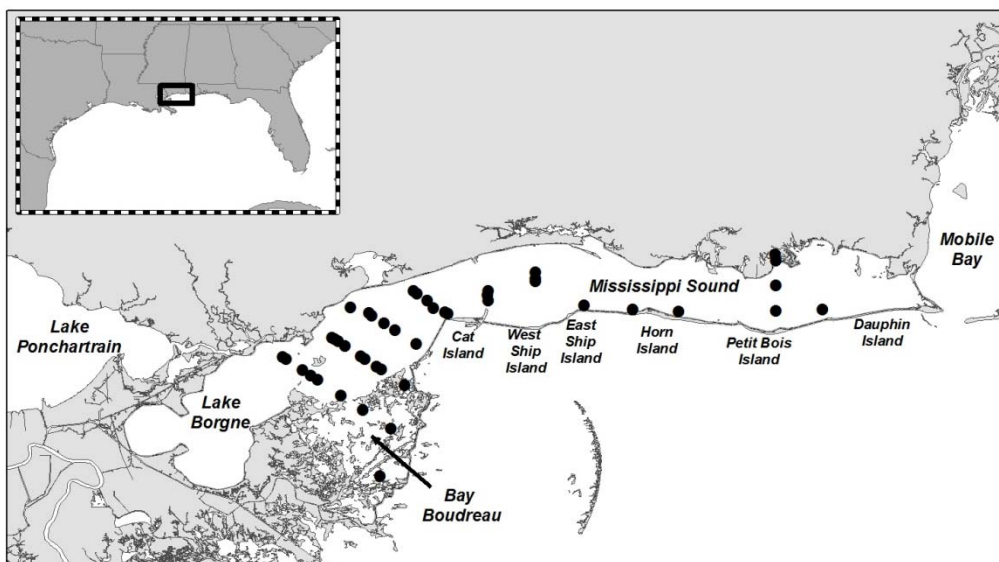 Mobile
Bay
Mississippi Sound
Lake
Ponchartrain
Cat
Island
West
Ship
Island
East
Ship
Island
Horn
Island
Petit Bois
Island
Dauphin
Island
Lake
Borgne
Bay
Boudreau